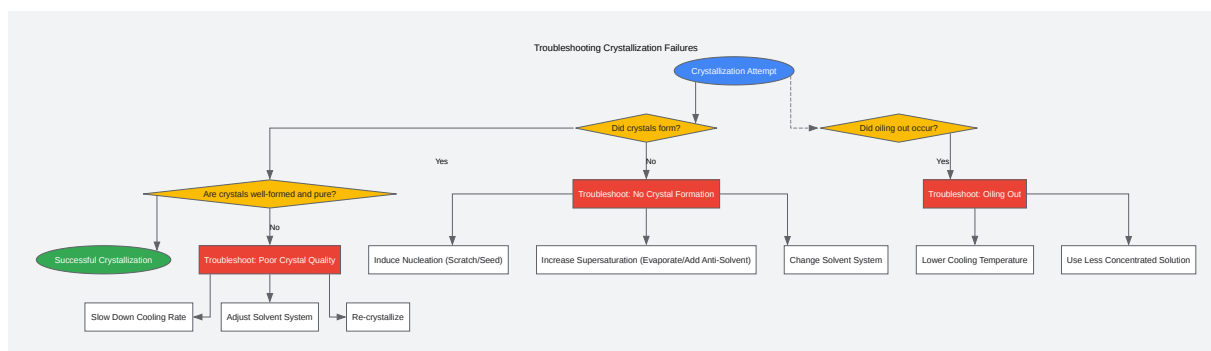 Troubleshooting Crystallization Failures
Crystallization Attempt
Did crystals form?
Did oiling out occur?
Yes
No
Yes
Are crystals well-formed and pure?
Troubleshoot: No Crystal Formation
Troubleshoot: Oiling Out
No
Successful Crystallization
Troubleshoot: Poor Crystal Quality
Induce Nucleation (Scratch/Seed)
Increase Supersaturation (Evaporate/Add Anti-Solvent)
Change Solvent System
Lower Cooling Temperature
Use Less Concentrated Solution
Slow Down Cooling Rate
Adjust Solvent System
Re-crystallize